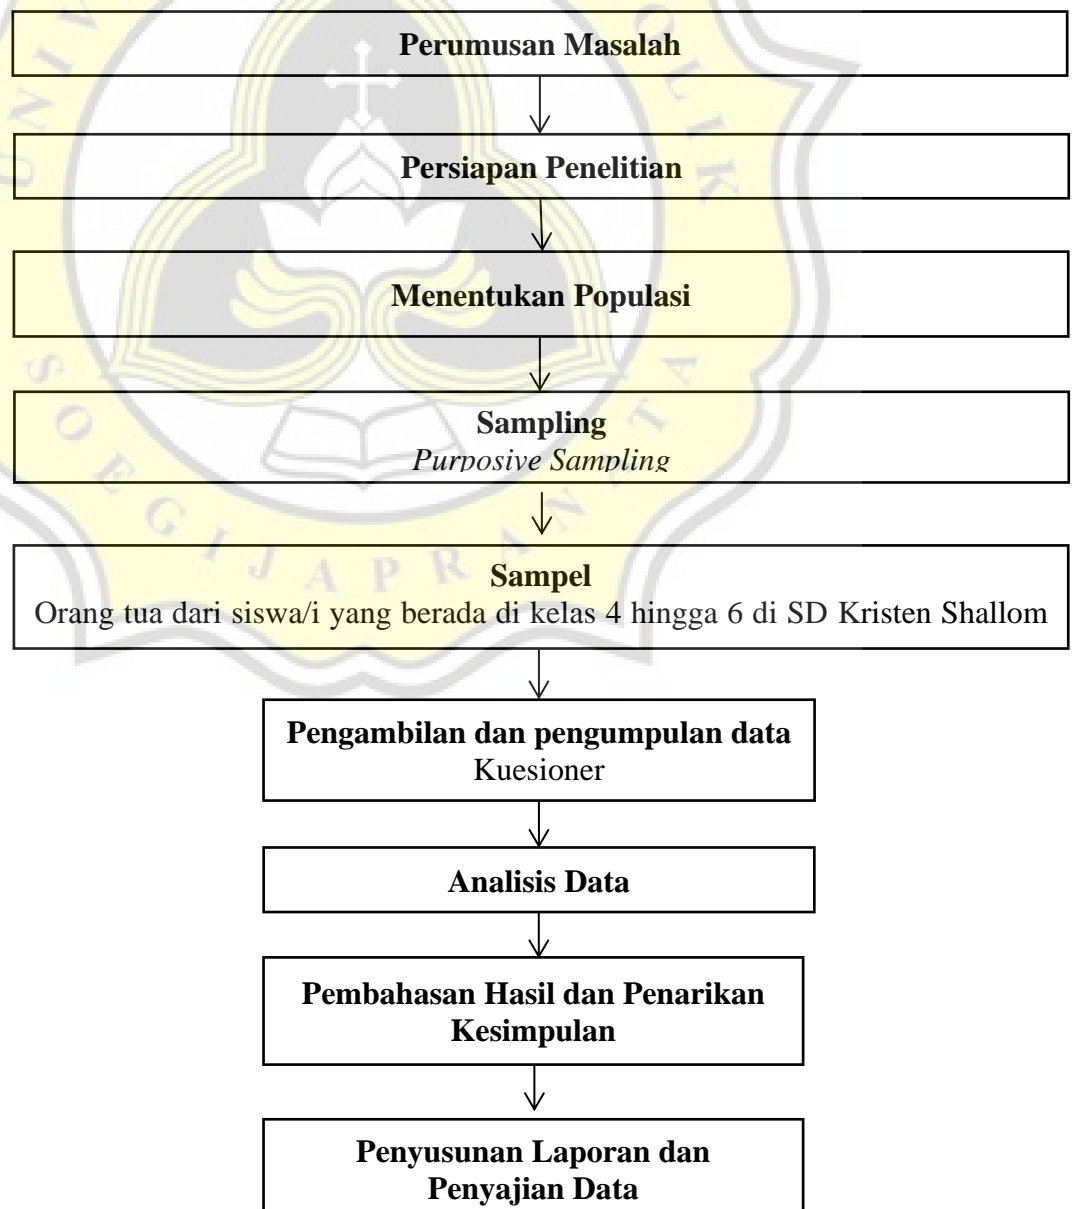 Perumusan Masalah
Persiapan Penelitian
Menentukan Populasi
Sampling
Purposive Sampling
Sampel
Orang tua dari siswa/i yang berada di kelas 4 hingga 6 di SD Kristen Shallom
Pengambilan dan pengumpulan data
Kuesioner
Analisis Data
Pembahasan Hasil dan Penarikan
Kesimpulan
Penyusunan Laporan dan
Penyajian Data
SOEGIJAPRANATA